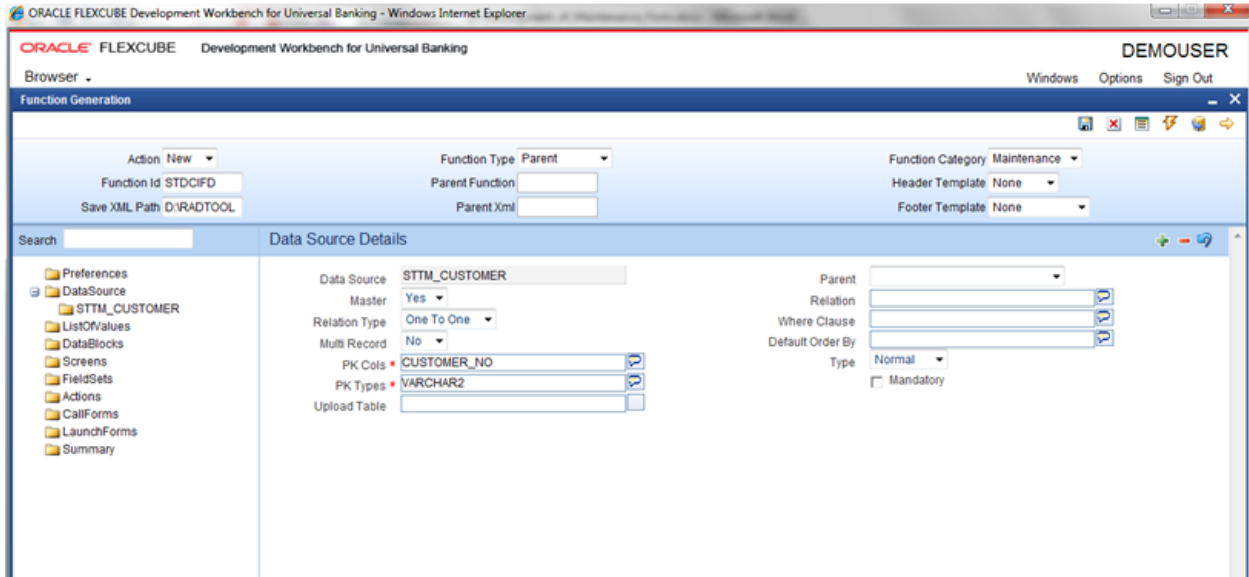 ORACLE FLEXCUBE Development Workbench for Universal Banking - Windows Internet Explorer
ORACLE FLEXCUBE Development Workbench for Universal Banking
DEMOUSER
Browser
Windows Options Sign Out
Function Generation
Action New Function Type Parent Function Category Maintenance
Function Id STDCIFD Parent Function Header Template None
Save XML Path D:\RADTOOL Parent Xml Footer Template None
Search
Data Source Details
Preferences
DataSource
STTM_CUSTOMER
ListOfValues
DataBlocks
Screens
FieldSets
Actions
CallForms
LaunchForms
Summary
Data Source STTM_CUSTOMER Parent
Master Yes Relation
Relation Type One To One Where Clause
Multi Record No Default Order By
PK Cols * CUSTOMER_NO Type Normal
PK Types * VARCHAR2 Mandatory
Upload Table